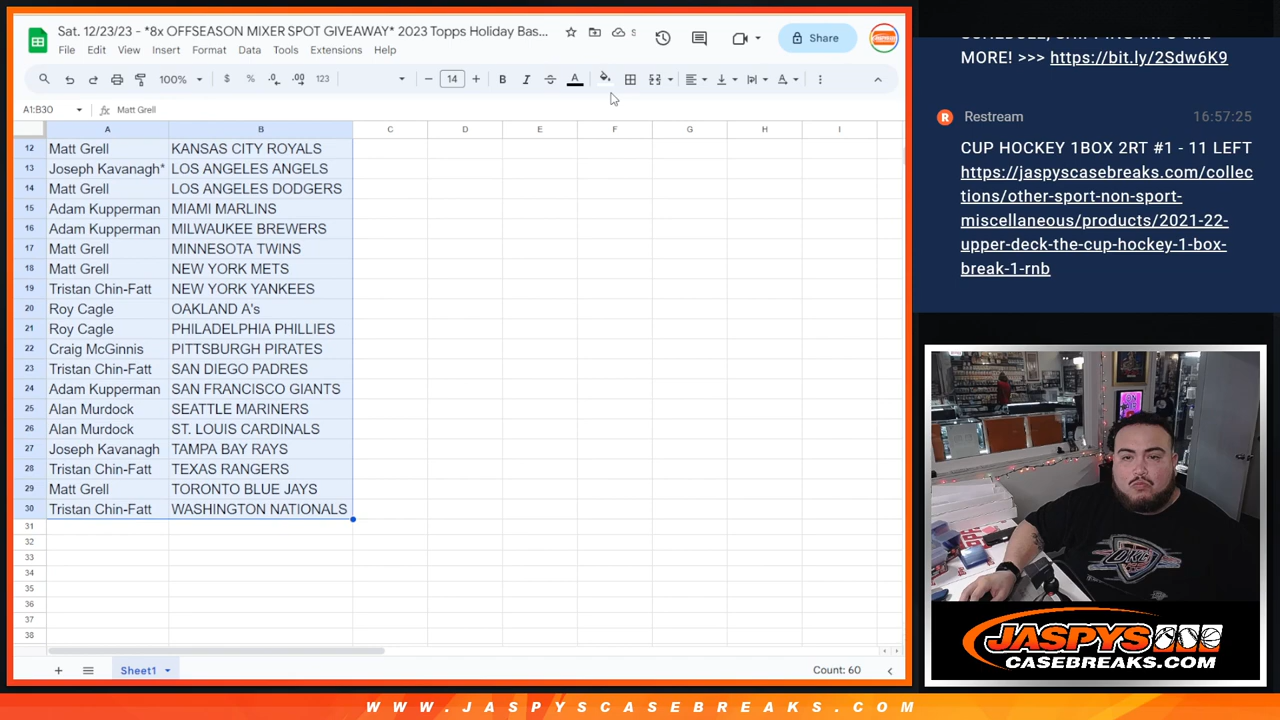 Sat. 12/23/23 - *8x OFFSEASON MIXER SPOT GIVEAWAY* 2023 Topps Holiday Bas...
File Edit View Insert Format Data Tools Extensions Help
Share
100% $ % .0 .00 123 14 B I A
A1:B30 fx Matt Grell
A B C D E F G H I
12 Matt Grell KANSAS CITY ROYALS
13 Joseph Kavanagh* LOS ANGELES ANGELS
14 Matt Grell LOS ANGELES DODGERS
15 Adam Kupperman MIAMI MARLINS
16 Adam Kupperman MILWAUKEE BREWERS
17 Matt Grell MINNESOTA TWINS
18 Matt Grell NEW YORK METS
19 Tristan Chin-Fatt NEW YORK YANKEES
20 Roy Cagle OAKLAND A's
21 Roy Cagle PHILADELPHIA PHILLIES
22 Craig McGinnis PITTSBURGH PIRATES
23 Tristan Chin-Fatt SAN DIEGO PADRES
24 Adam Kupperman SAN FRANCISCO GIANTS
25 Alan Murdock SEATTLE MARINERS
26 Alan Murdock ST. LOUIS CARDINALS
27 Joseph Kavanagh TAMPA BAY RAYS
28 Tristan Chin-Fatt TEXAS RANGERS
29 Matt Grell TORONTO BLUE JAYS
30 Tristan Chin-Fatt WASHINGTON NATIONALS
31
32
33
34
35
36
37
38
Sheet1
Count: 60
MORE! >>> https://bit.ly/2Sdw6K9
R Restream 16:57:25
CUP HOCKEY 1BOX 2RT #1 - 11 LEFT
https://jaspyscasebreaks.com/collec
tions/other-sport-non-sport-
miscellaneous/products/2021-22-
upper-deck-the-cup-hockey-1-box-
break-1-rnb
JASPYS
CASEBREAKS.COM
WWW.JASPYSCASEBREAKS.COM